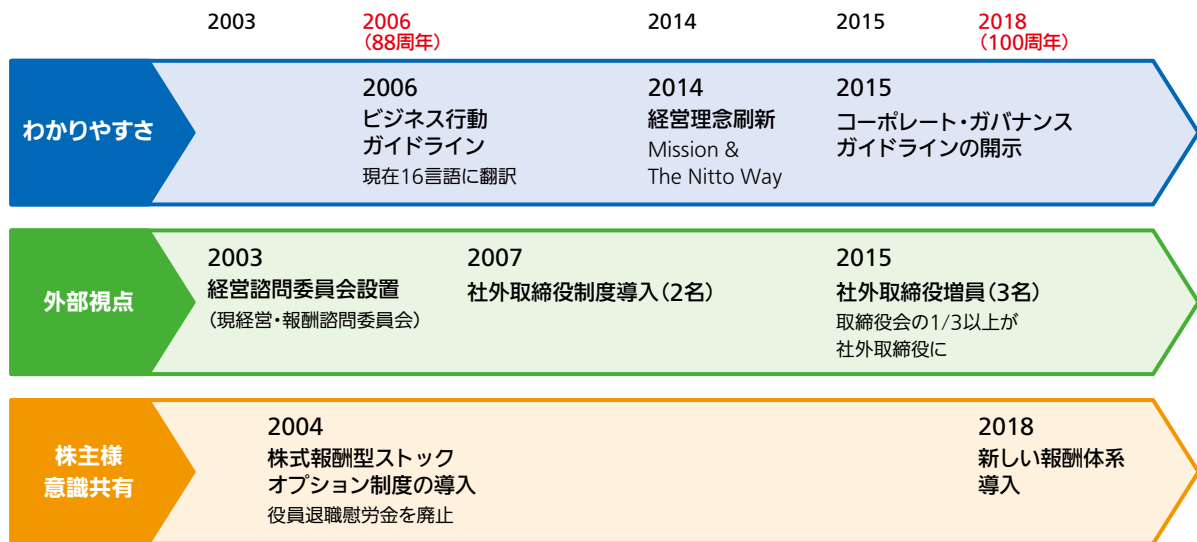 2003
2006
（88周年）
2014
2015
2018
（100周年）
わかりやすさ
2006
ビジネス行動
ガイドライン
現在16言語に翻訳
2014
経営理念刷新
Mission &
The Nitto Way
2015
コーポレート・ガバナンス
ガイドラインの開示
外部視点
2003
経営諮問委員会設置
（現経営・報酬諮問委員会）
2007
社外取締役制度導入（2名）
2015
社外取締役増員（3名）
取締役会の1/3以上が
社外取締役に
株主様
意識共有
2004
株式報酬型ストック
オプション制度の導入
役員退職慰労金を廃止
2018
新しい報酬体系
導入